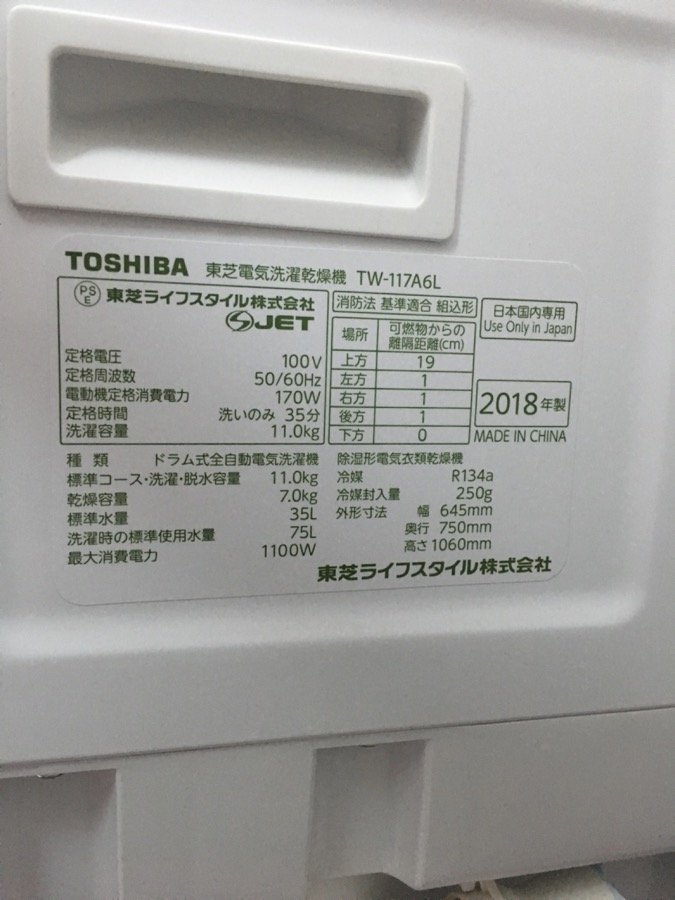 TOSHIBA 東芝電気洗濯乾燥機 TW-117A6L
PS
E
東芝ライフスタイル株式会社
JET
定格電圧 100V
定格周波数 50/60Hz
電動機定格消費電力 170W
定格時間 洗いのみ 35分
洗濯容量 11.0kg
消防法 基準適合 組込形
場所 可燃物からの
離隔距離(cm)
上方 19
左方 1
右方 1
後方 1
下方 0
日本国内専用
Use Only in Japan
2018年製
MADE IN CHINA
種類 ドラム式全自動電気洗濯機
標準コース・洗濯・脱水容量 11.0kg
乾燥容量 7.0kg
標準水量 35L
洗濯時の標準使用水量 75L
最大消費電力 1100W
除湿形電気衣類乾燥機
冷媒 R134a
冷媒封入量 250g
外形寸法 幅 645mm
奥行 750mm
高さ 1060mm
東芝ライフスタイル株式会社